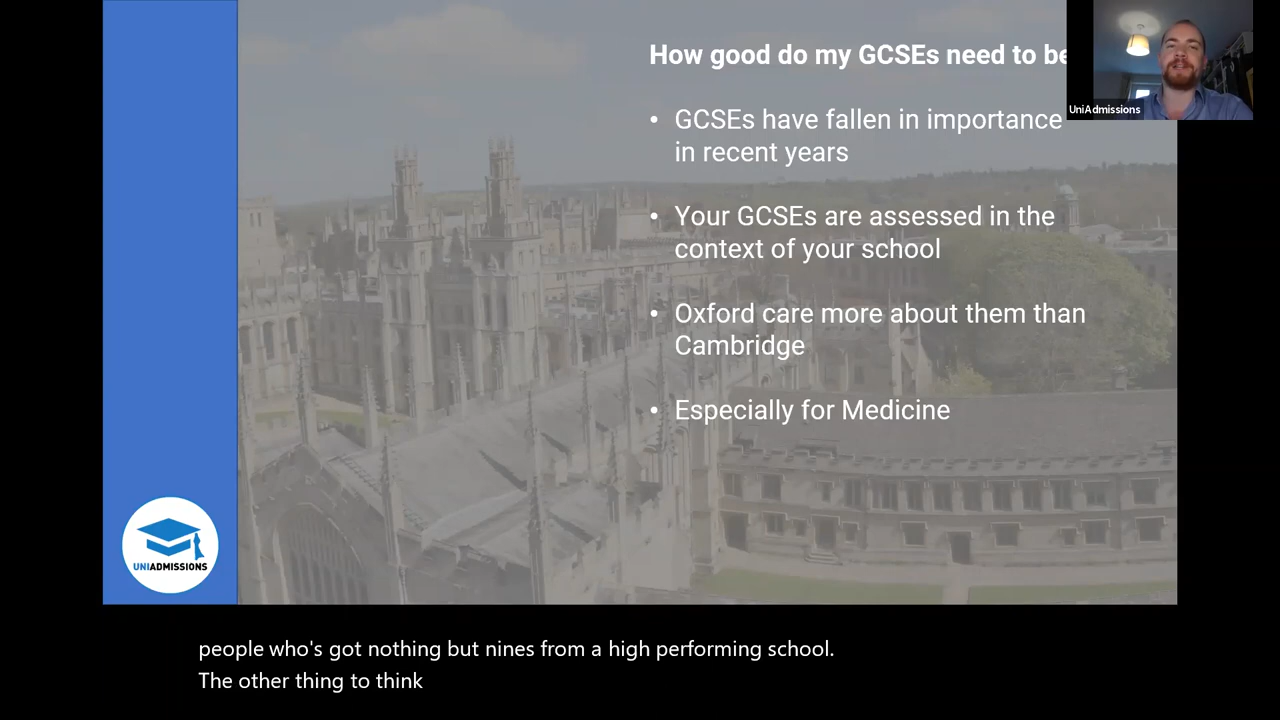 How good do my GCSEs need to be
UniAdmissions
• GCSEs have fallen in importance
in recent years
• Your GCSEs are assessed in the
context of your school
• Oxford care more about them than
Cambridge
• Especially for Medicine
UNIADMISSIONS
people who's got nothing but nines from a high performing school.
The other thing to think